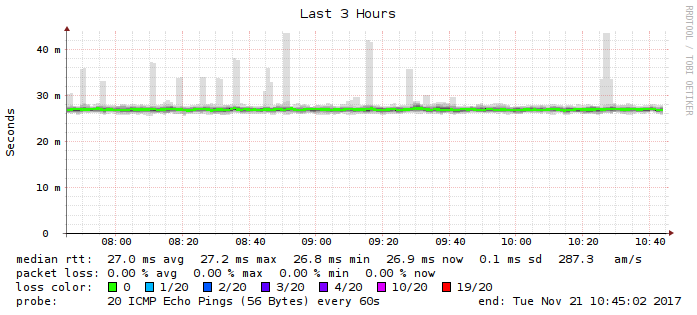 Last 3 Hours
RRDTOOL / TOBI OETIKER
Seconds
40 m
30 m
20 m
10 m
0
08:00 08:20 08:40 09:00 09:20 09:40 10:00 10:20 10:40
median rtt: 27.0 ms avg 27.2 ms max 26.8 ms min 26.9 ms now 0.1 ms sd 287.3 am/s
packet loss: 0.00 % avg 0.00 % max 0.00 % min 0.00 % now
loss color: 0 1/20 2/20 3/20 4/20 10/20 19/20
probe: 20 ICMP Echo Pings (56 Bytes) every 60s end: Tue Nov 21 10:45:02 2017